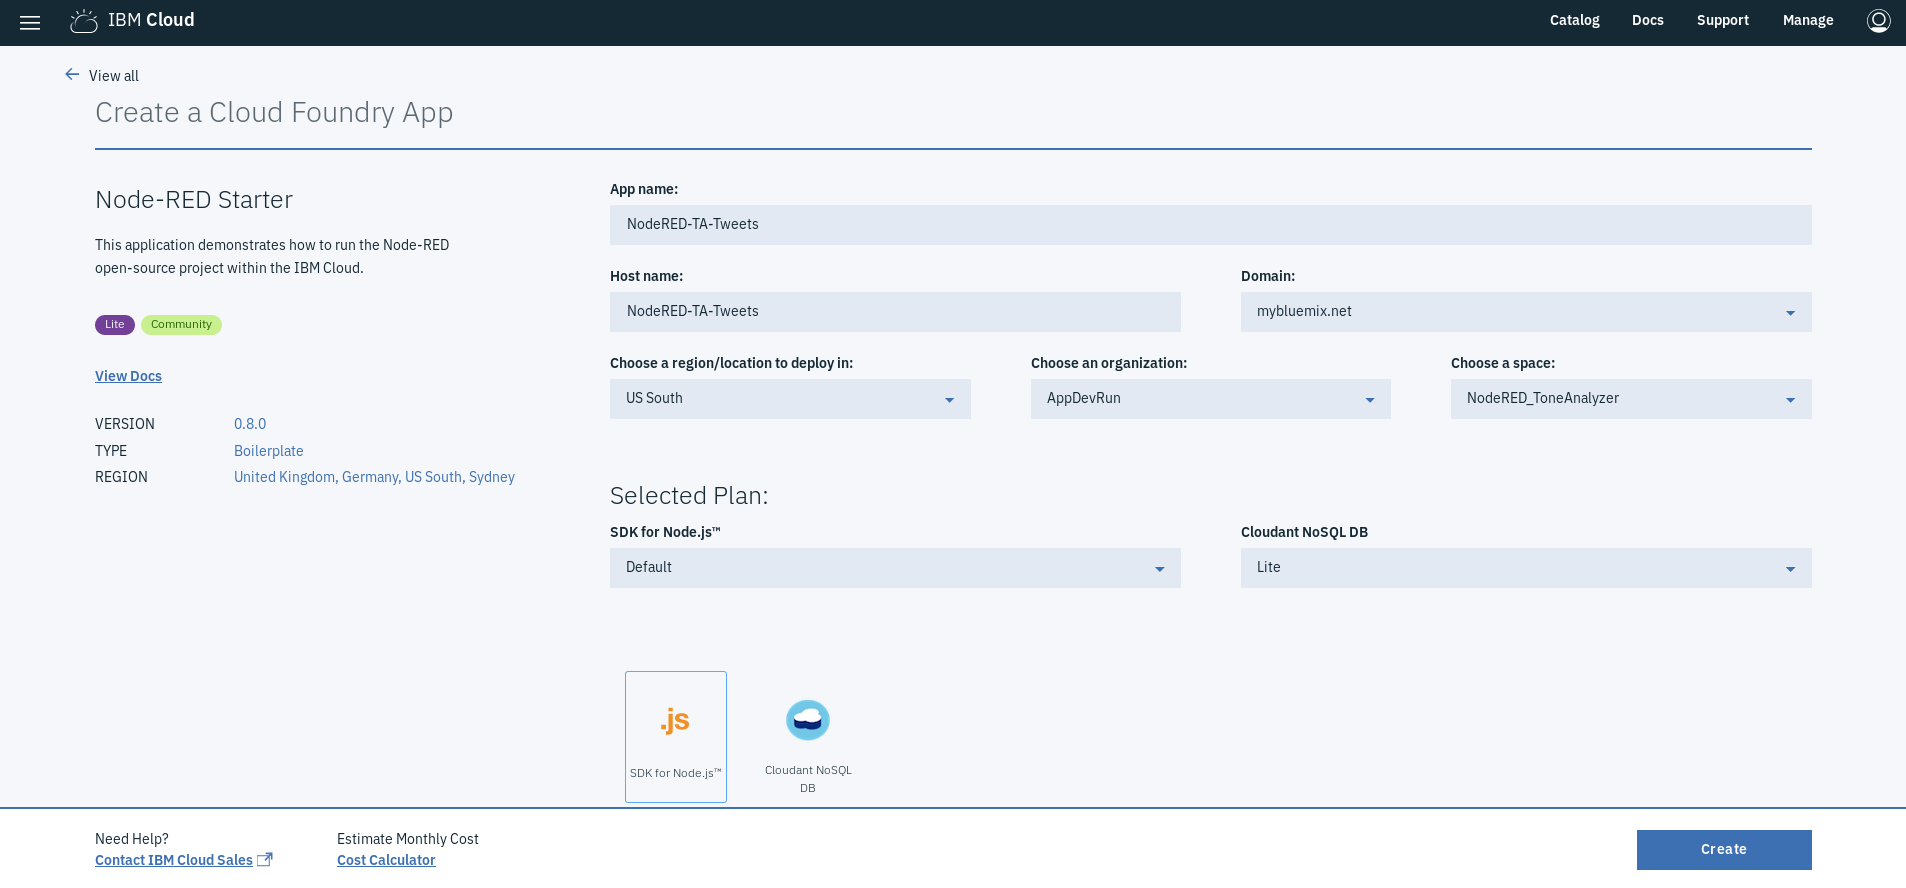 IBM Cloud
Catalog Docs Support Manage
View all
Create a Cloud Foundry App
Node-RED Starter
This application demonstrates how to run the Node-RED
open-source project within the IBM Cloud.
Lite Community
View Docs
VERSION 0.8.0
TYPE Boilerplate
REGION United Kingdom, Germany, US South, Sydney
App name:
NodeRED-TA-Tweets
Host name: Domain:
NodeRED-TA-Tweets mybluemix.net
Choose a region/location to deploy in: Choose an organization: Choose a space:
US South AppDevRun NodeRED_ToneAnalyzer
Selected Plan:
SDK for Node.js™ Cloudant NoSQL DB
Default Lite
.js
SDK for Node.js™
Cloudant NoSQL
DB
Need Help?
Contact IBM Cloud Sales
Estimate Monthly Cost
Cost Calculator
Create